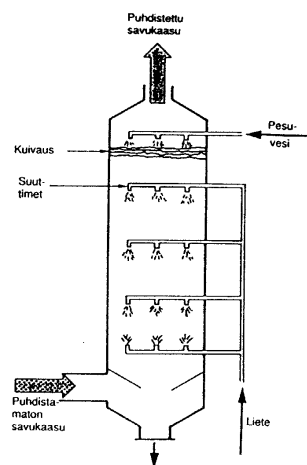 Puhdistettu
savukaasu
Pesu-
vesi
Kuivaus
Suut-
timet
Puhdista-
maton
savukaasu
Liete